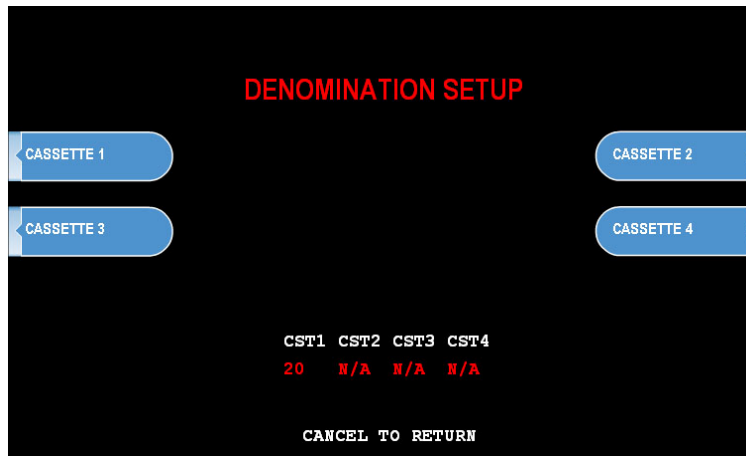 DENOMINATION SETUP
CASSETTE 1
CASSETTE 2
CASSETTE 3
CASSETTE 4
CST1 CST2 CST3 CST4
20 N/A N/A N/A
CANCEL TO RETURN